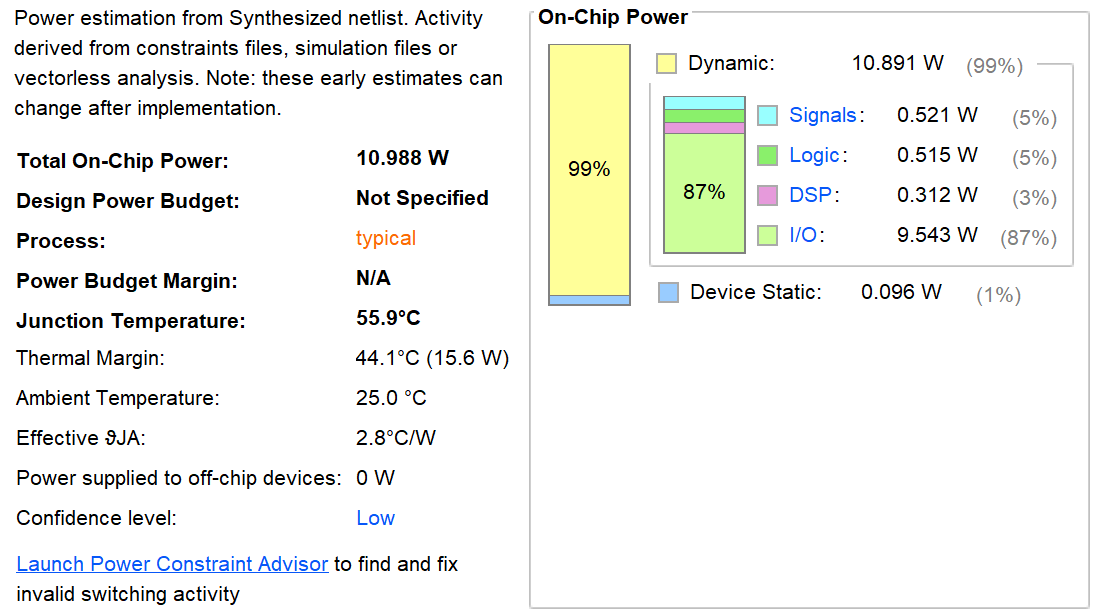 Power estimation from Synthesized netlist. Activity
derived from constraints files, simulation files or
vectorless analysis. Note: these early estimates can
change after implementation.
Total On-Chip Power: 10.988 W
Design Power Budget: Not Specified
Process: typical
Power Budget Margin: N/A
Junction Temperature: 55.9°C
Thermal Margin: 44.1°C (15.6 W)
Ambient Temperature: 25.0 °C
Effective ϑJA: 2.8°C/W
Power supplied to off-chip devices: 0 W
Confidence level: Low
Launch Power Constraint Advisor to find and fix
invalid switching activity
On-Chip Power
99%
Dynamic: 10.891 W (99%)
87%
Signals: 0.521 W (5%)
Logic: 0.515 W (5%)
DSP: 0.312 W (3%)
I/O: 9.543 W (87%)
Device Static: 0.096 W (1%)